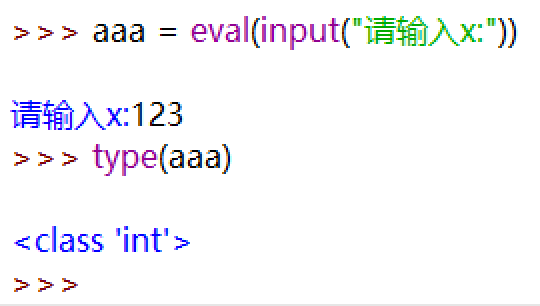 >>> aaa = eval(input("请输入x:"))
请输入x:123
>>> type(aaa)
<class 'int'>
>>>